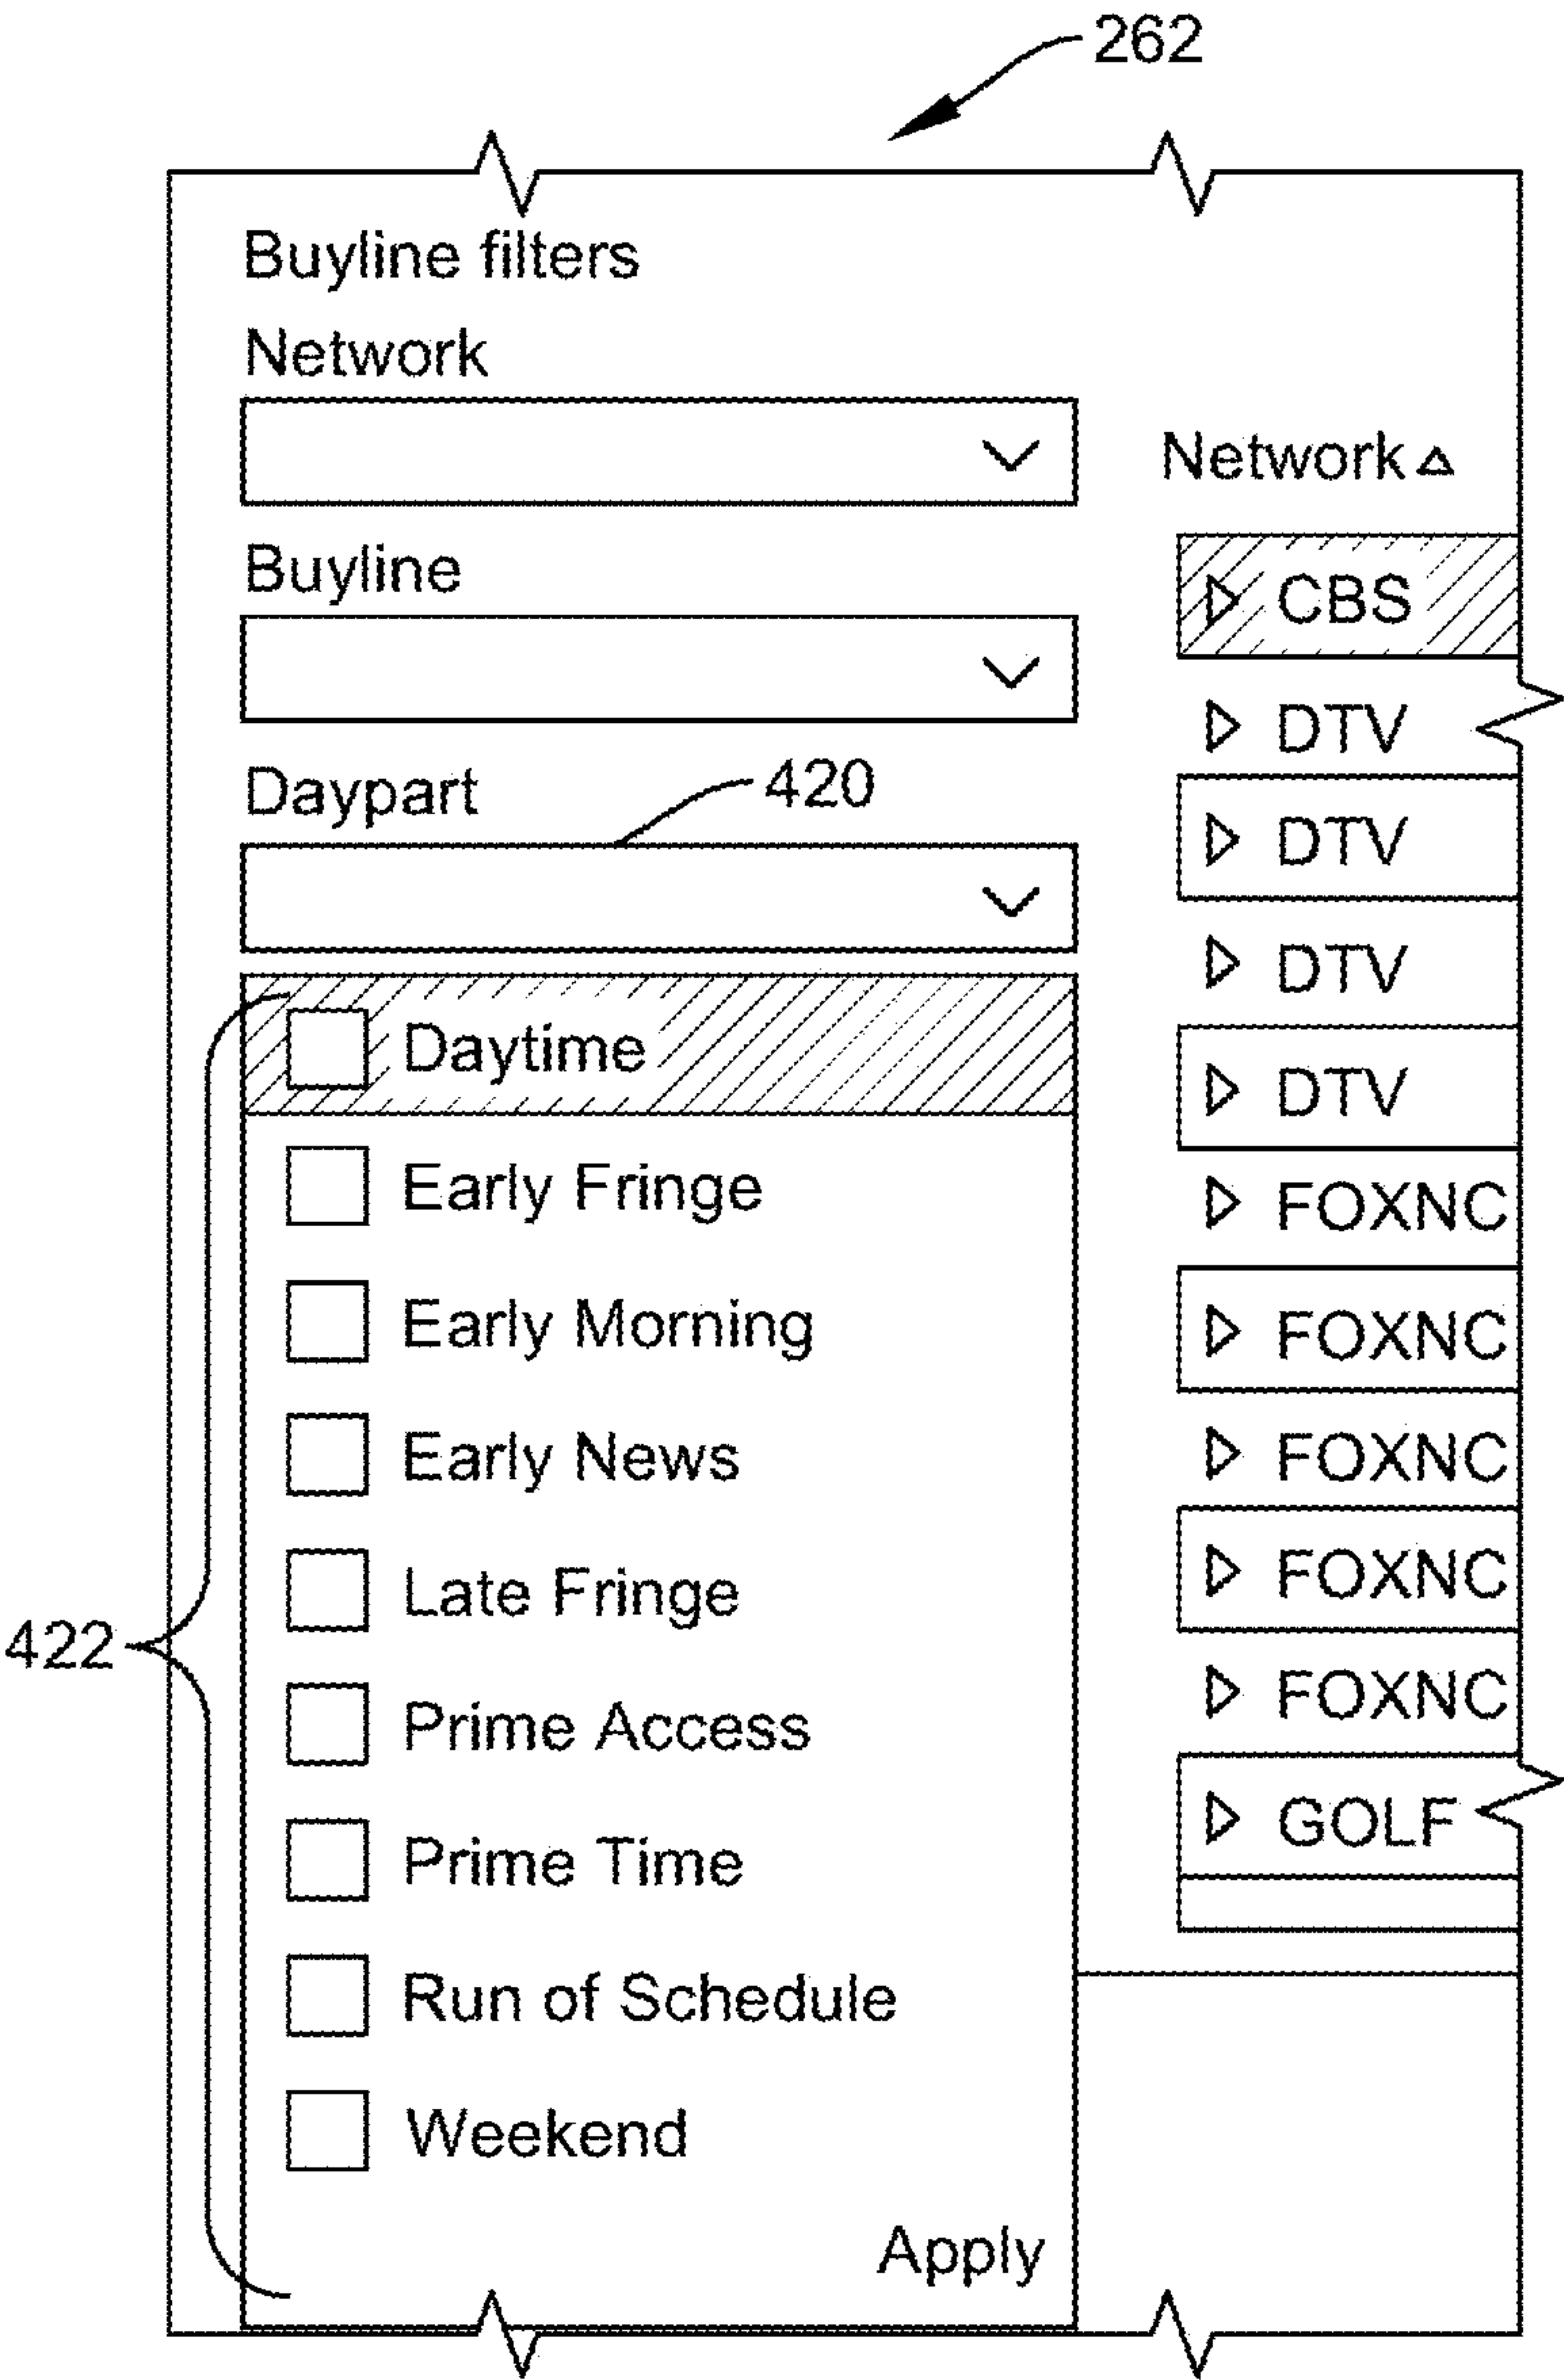 262
Buyline filters
Network
Network
Buyline
CBS
DTV
Daypart
420
DTV
DTV
Daytime
DTV
Early Fringe
FOXNC
Early Morning
FOXNC
Early News
FOXNC
Late Fringe
FOXNC
422
Prime Access
FOXNC
Prime Time
GOLF
Run of Schedule
Weekend
Apply